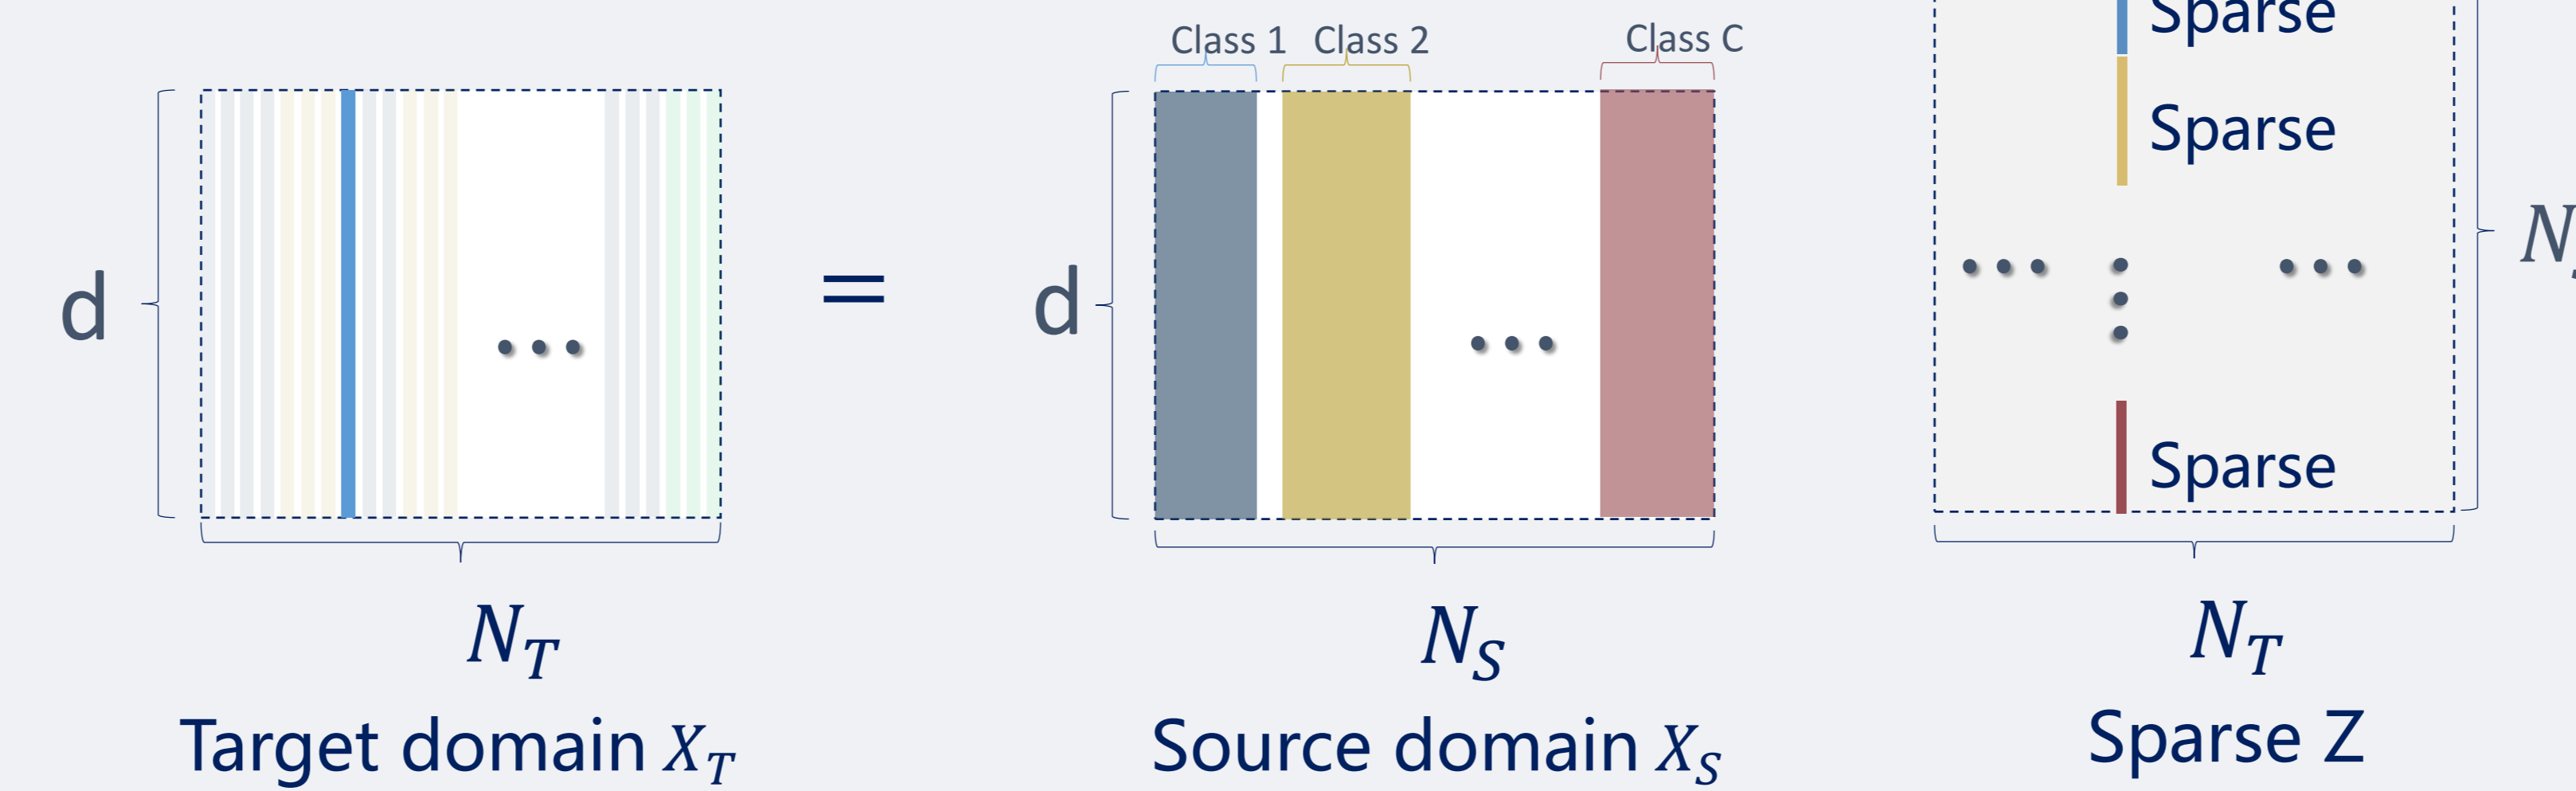 Class 1 Class 2 Class C
Sparse
Sparse
d = d
N
Sparse
N_T N_S N_T
Target domain X_T Source domain X_S Sparse Z